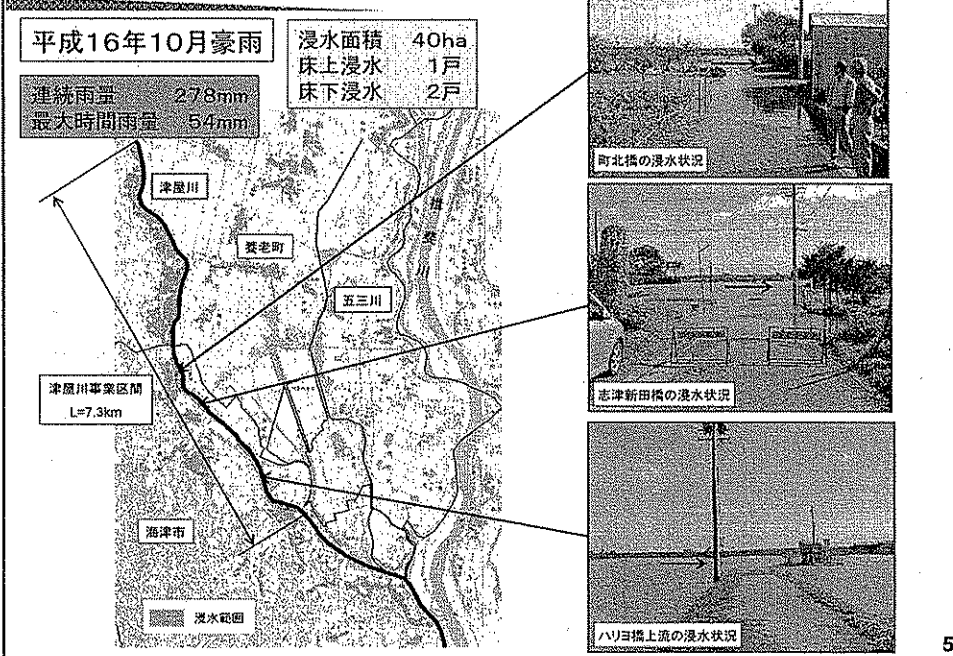 平成16年10月豪雨
連続雨量 278mm
最大時間雨量 54mm
浸水面積 40ha
床上浸水 1戸
床下浸水 2戸
津屋川
養老町
五三川
揖斐川
津屋川事業区間
L=7.3km
海津市
浸水範囲
町北橋の浸水状況
志津新田橋の浸水状況
ハリヨ橋上流の浸水状況
5